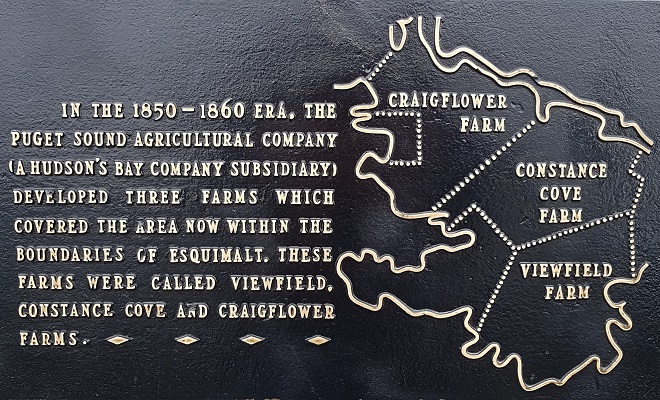 IN THE 1850–1860 ERA, THE
PUGET SOUND AGRICULTURAL COMPANY
(A HUDSON'S BAY COMPANY SUBSIDIARY)
DEVELOPED THREE FARMS WHICH
COVERED THE AREA NOW WITHIN THE
BOUNDARIES OF ESQUIMALT. THESE
FARMS WERE CALLED VIEWFIELD,
CONSTANCE COVE AND CRAIGFLOWER
FARMS.
CRAIGFLOWER
FARM
CONSTANCE
COVE
FARM
VIEWFIELD
FARM